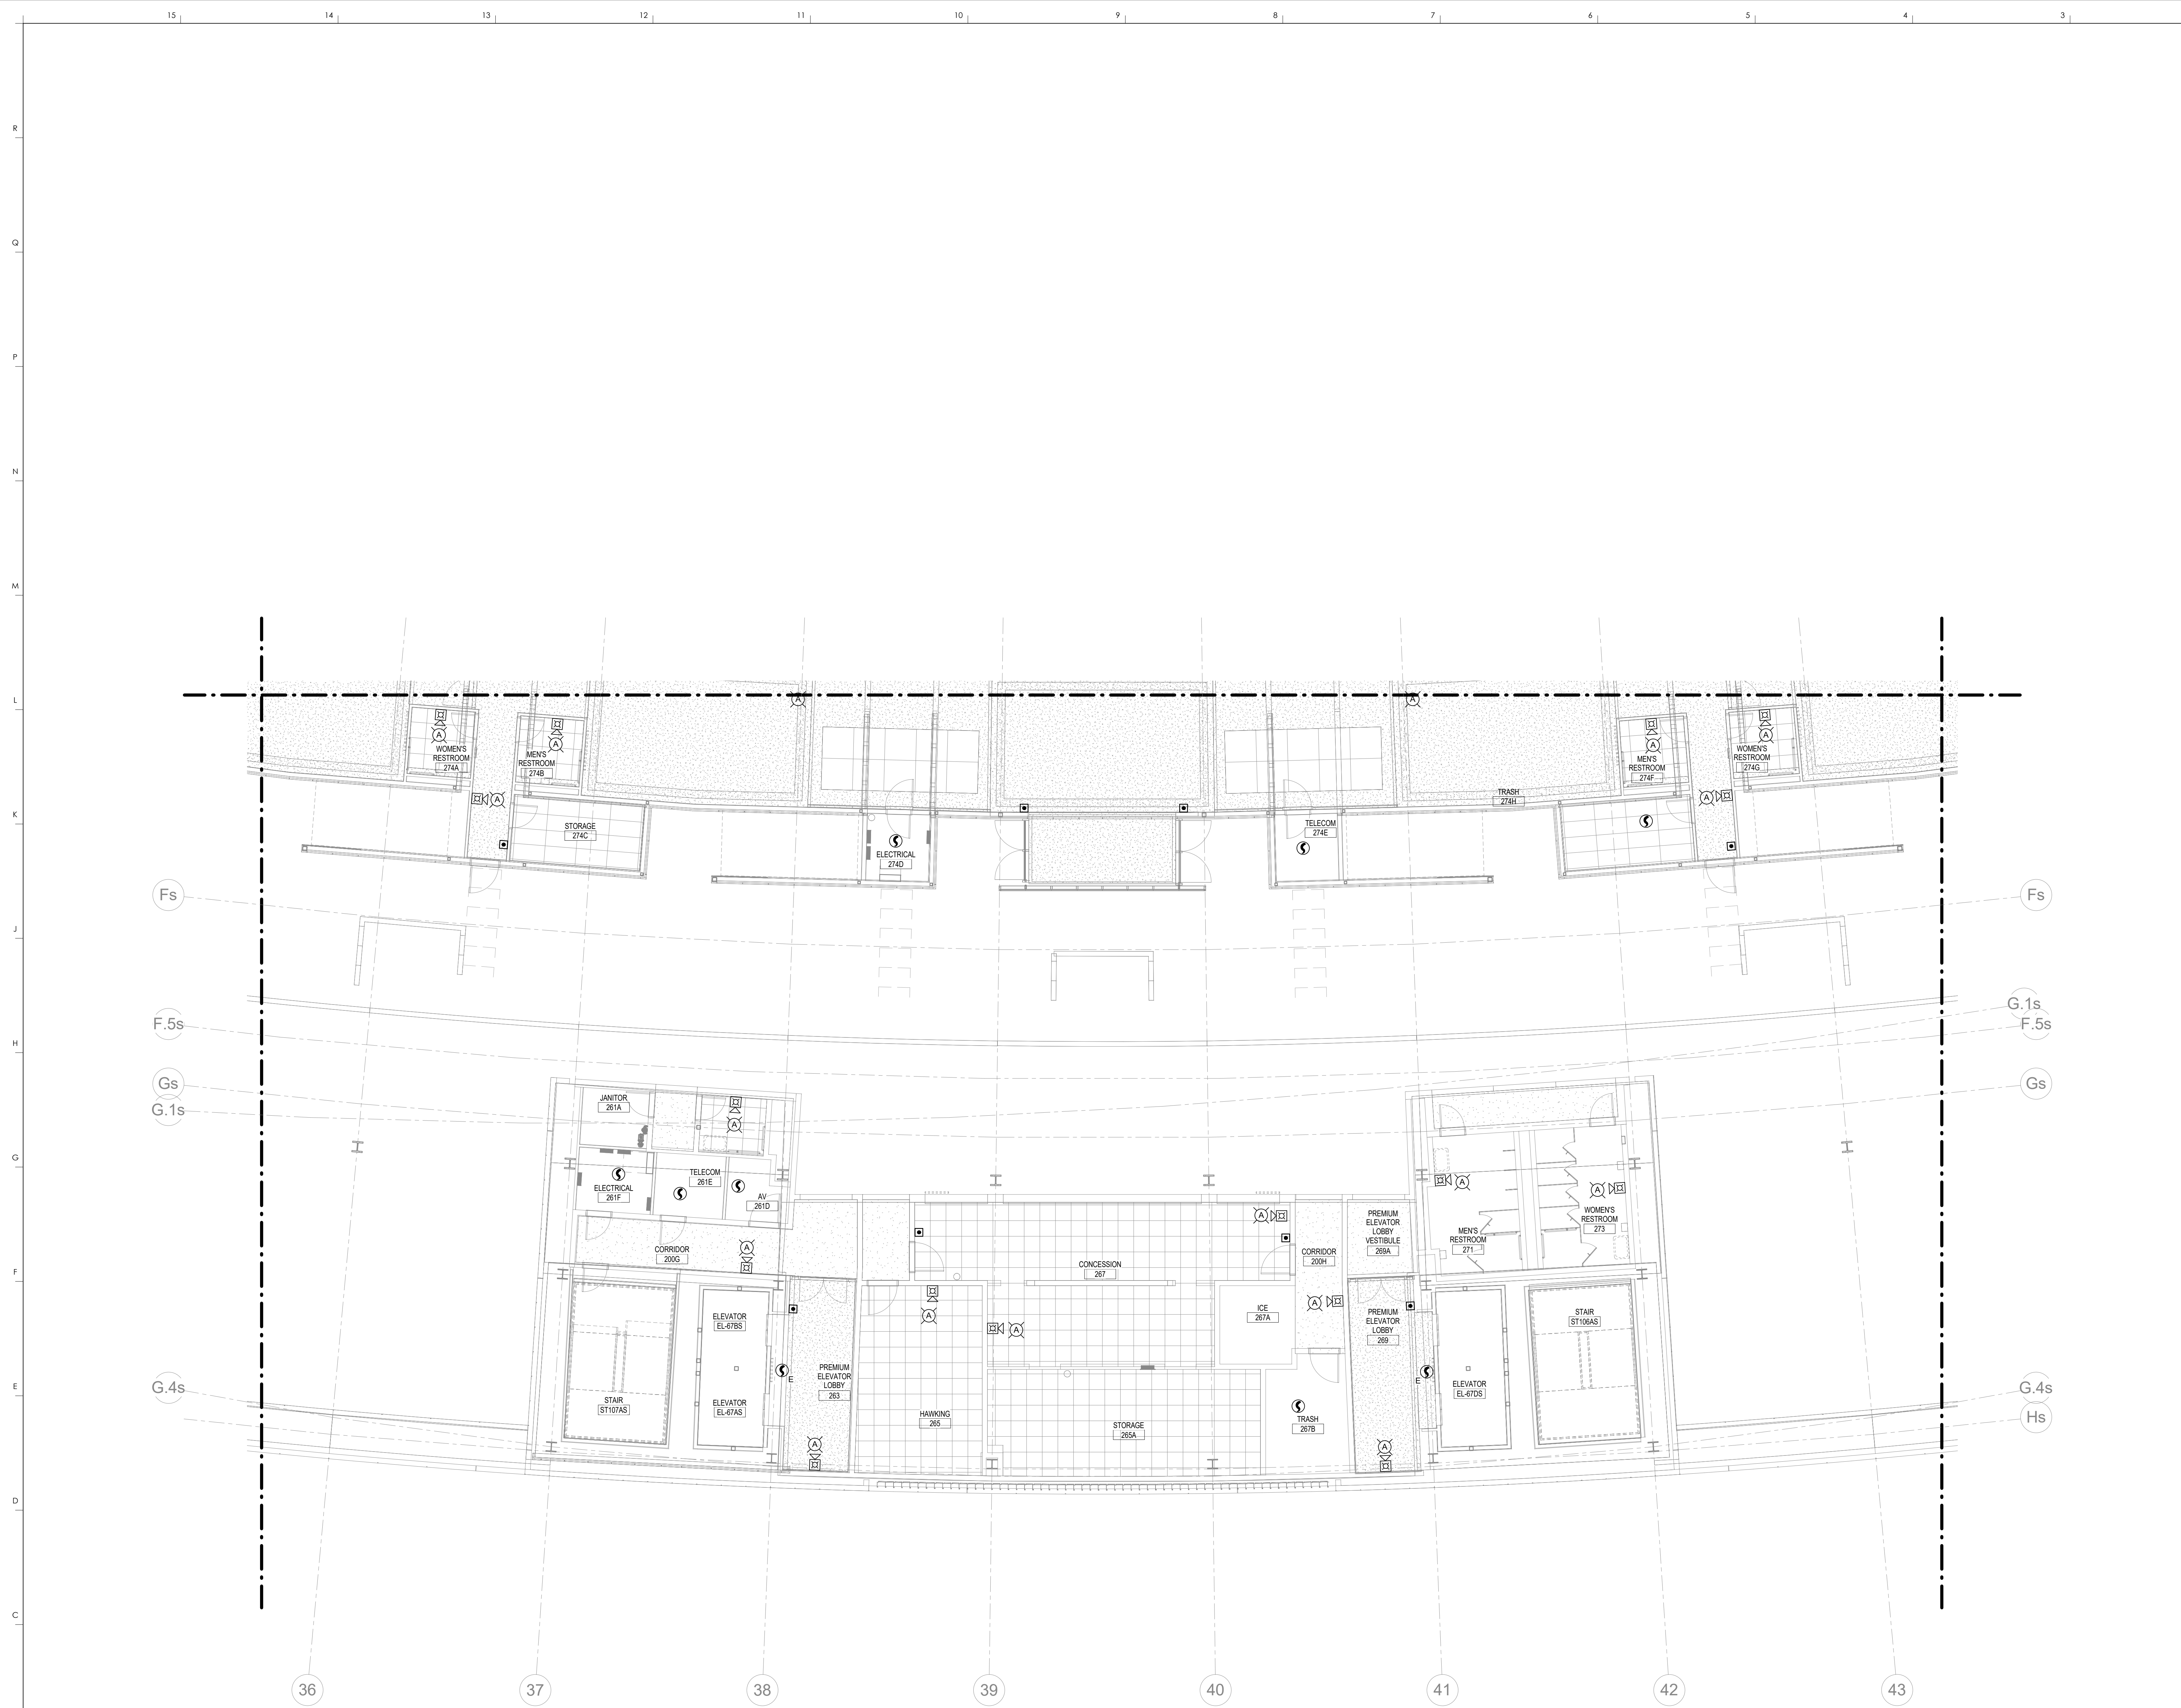 15 14 13 12 11 10 9 8 7 6 5 4 3
R
Q
P
N
M
L
K
J
H
G
F
E
D
C
A
A
A
WOMEN'S
RESTROOM
274A
A
MEN'S
RESTROOM
274B
A
A
STORAGE
274C
ELECTRICAL
274D
TELECOM
274E
TRASH
274H
A
MEN'S
RESTROOM
274F
A
WOMEN'S
RESTROOM
274G
A
Fs
Fs
F.5s
G.1s
F.5s
Gs
G.1s
Gs
JANITOR
261A
A
TELECOM
261E
ELECTRICAL
261F
AV
261D
CORRIDOR
200G
A
CONCESSION
267
A
CORRIDOR
200H
PREMIUM
ELEVATOR
LOBBY
VESTIBULE
269A
A
MEN'S
RESTROOM
271
A
WOMEN'S
RESTROOM
273
ELEVATOR
EL-67BS
A
A
ICE
267A
A
PREMIUM
ELEVATOR
LOBBY
269
STAIR
ST106AS
E
PREMIUM
ELEVATOR
LOBBY
263
E
ELEVATOR
EL-67DS
STAIR
ST107AS
ELEVATOR
EL-67AS
HAWKING
265
STORAGE
265A
TRASH
267B
A
A
G.4s
G.4s
Hs
36 37 38 39 40 41 42 43